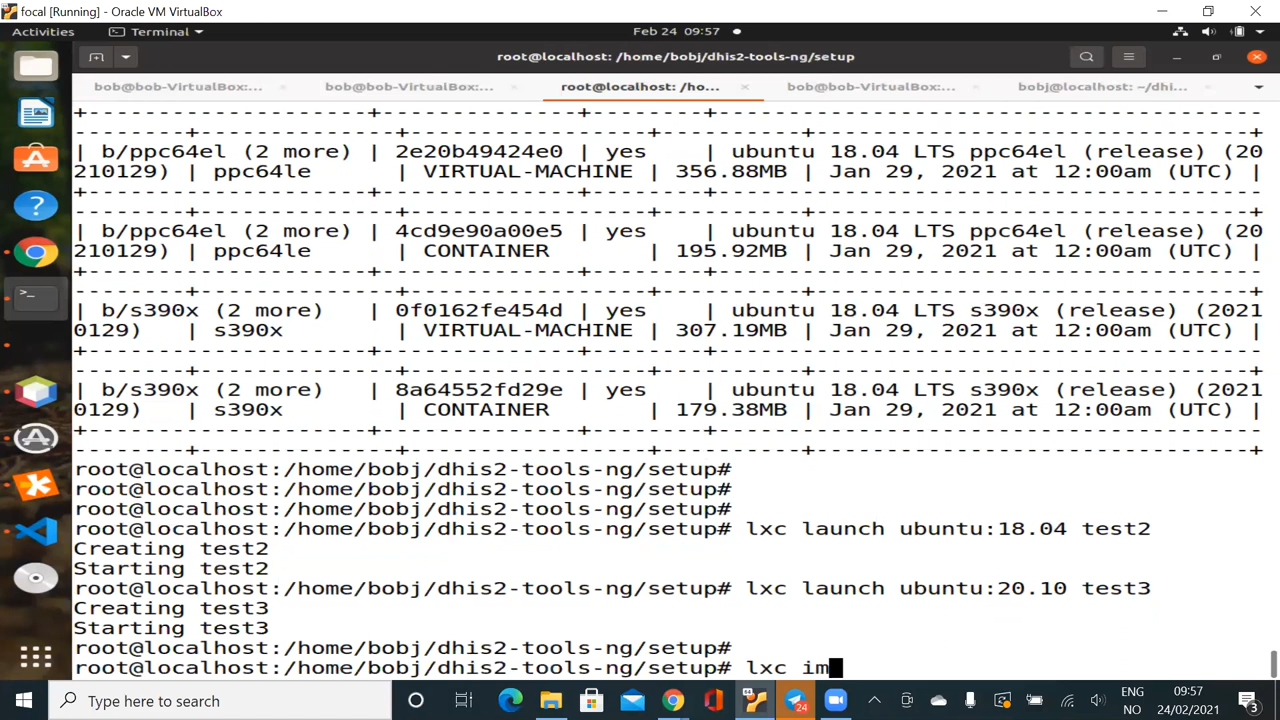 focal [Running] - Oracle VM VirtualBox
Activities Terminal Feb 24 09:57
root@localhost: /home/bobj/dhis2-tools-ng/setup
bob@bob-VirtualBox:... bob@bob-VirtualBox:... root@localhost: /ho... bob@bob-VirtualBox:... bobj@localhost: ~/dhi...
| b/ppc64el (2 more) | 2e20b49424e0 | yes | ubuntu 18.04 LTS ppc64el (release) (20
210129) | ppc64le | VIRTUAL-MACHINE | 356.88MB | Jan 29, 2021 at 12:00am (UTC) |
| b/ppc64el (2 more) | 4cd9e90a00e5 | yes | ubuntu 18.04 LTS ppc64el (release) (20
210129) | ppc64le | CONTAINER | 195.92MB | Jan 29, 2021 at 12:00am (UTC) |
| b/s390x (2 more) | 0f0162fe454d | yes | ubuntu 18.04 LTS s390x (release) (2021
0129) | s390x | VIRTUAL-MACHINE | 307.19MB | Jan 29, 2021 at 12:00am (UTC) |
| b/s390x (2 more) | 8a64552fd29e | yes | ubuntu 18.04 LTS s390x (release) (2021
0129) | s390x | CONTAINER | 179.38MB | Jan 29, 2021 at 12:00am (UTC) |
root@localhost:/home/bobj/dhis2-tools-ng/setup#
root@localhost:/home/bobj/dhis2-tools-ng/setup#
root@localhost:/home/bobj/dhis2-tools-ng/setup#
root@localhost:/home/bobj/dhis2-tools-ng/setup# lxc launch ubuntu:18.04 test2
Creating test2
Starting test2
root@localhost:/home/bobj/dhis2-tools-ng/setup# lxc launch ubuntu:20.10 test3
Creating test3
Starting test3
root@localhost:/home/bobj/dhis2-tools-ng/setup#
root@localhost:/home/bobj/dhis2-tools-ng/setup# lxc im
Type here to search
24
ENG
NO
09:57
24/02/2021
3